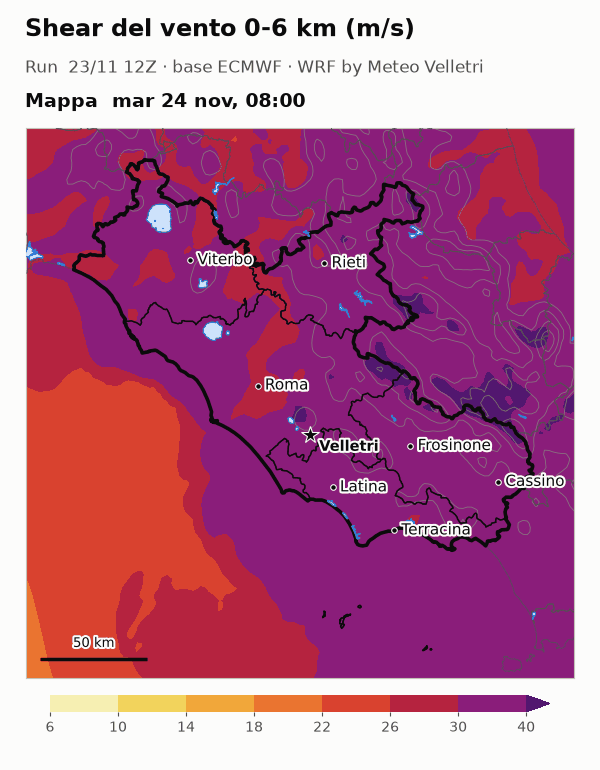 Shear del vento 0-6 km (m/s)
Run  23/11 12Z · base ECMWF · WRF by Meteo Velletri
Mappa  mar 24 nov, 08:00
Viterbo
Rieti
Roma
Velletri
Frosinone
Cassino
Latina
Terracina
50 km
6 10 14 18 22 26 30 40